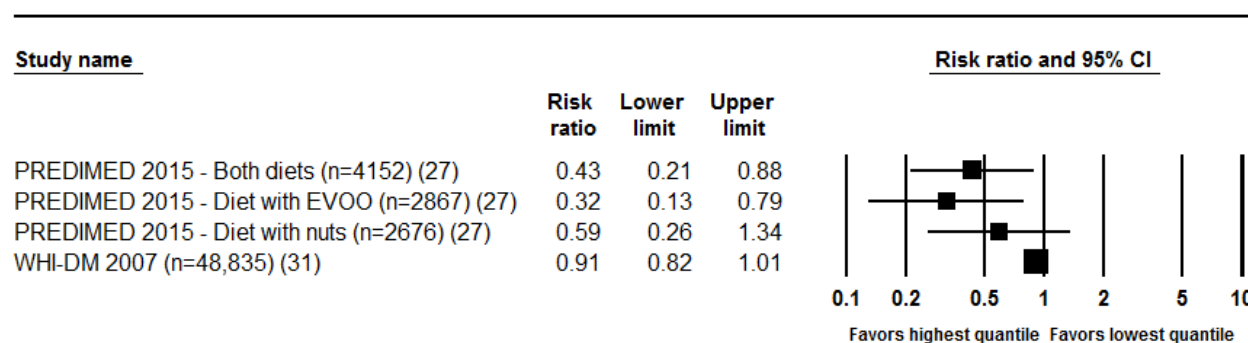 Study name Risk ratio and 95% CI
Risk Lower Upper
ratio limit limit
PREDIMED 2015 - Both diets (n=4152) (27) 0.43 0.21 0.88
PREDIMED 2015 - Diet with EVOO (n=2867) (27) 0.32 0.13 0.79
PREDIMED 2015 - Diet with nuts (n=2676) (27) 0.59 0.26 1.34
WHI-DM 2007 (n=48,835) (31) 0.91 0.82 1.01
0.1 0.2 0.5 1 2 5 10
Favors highest quantile Favors lowest quantile